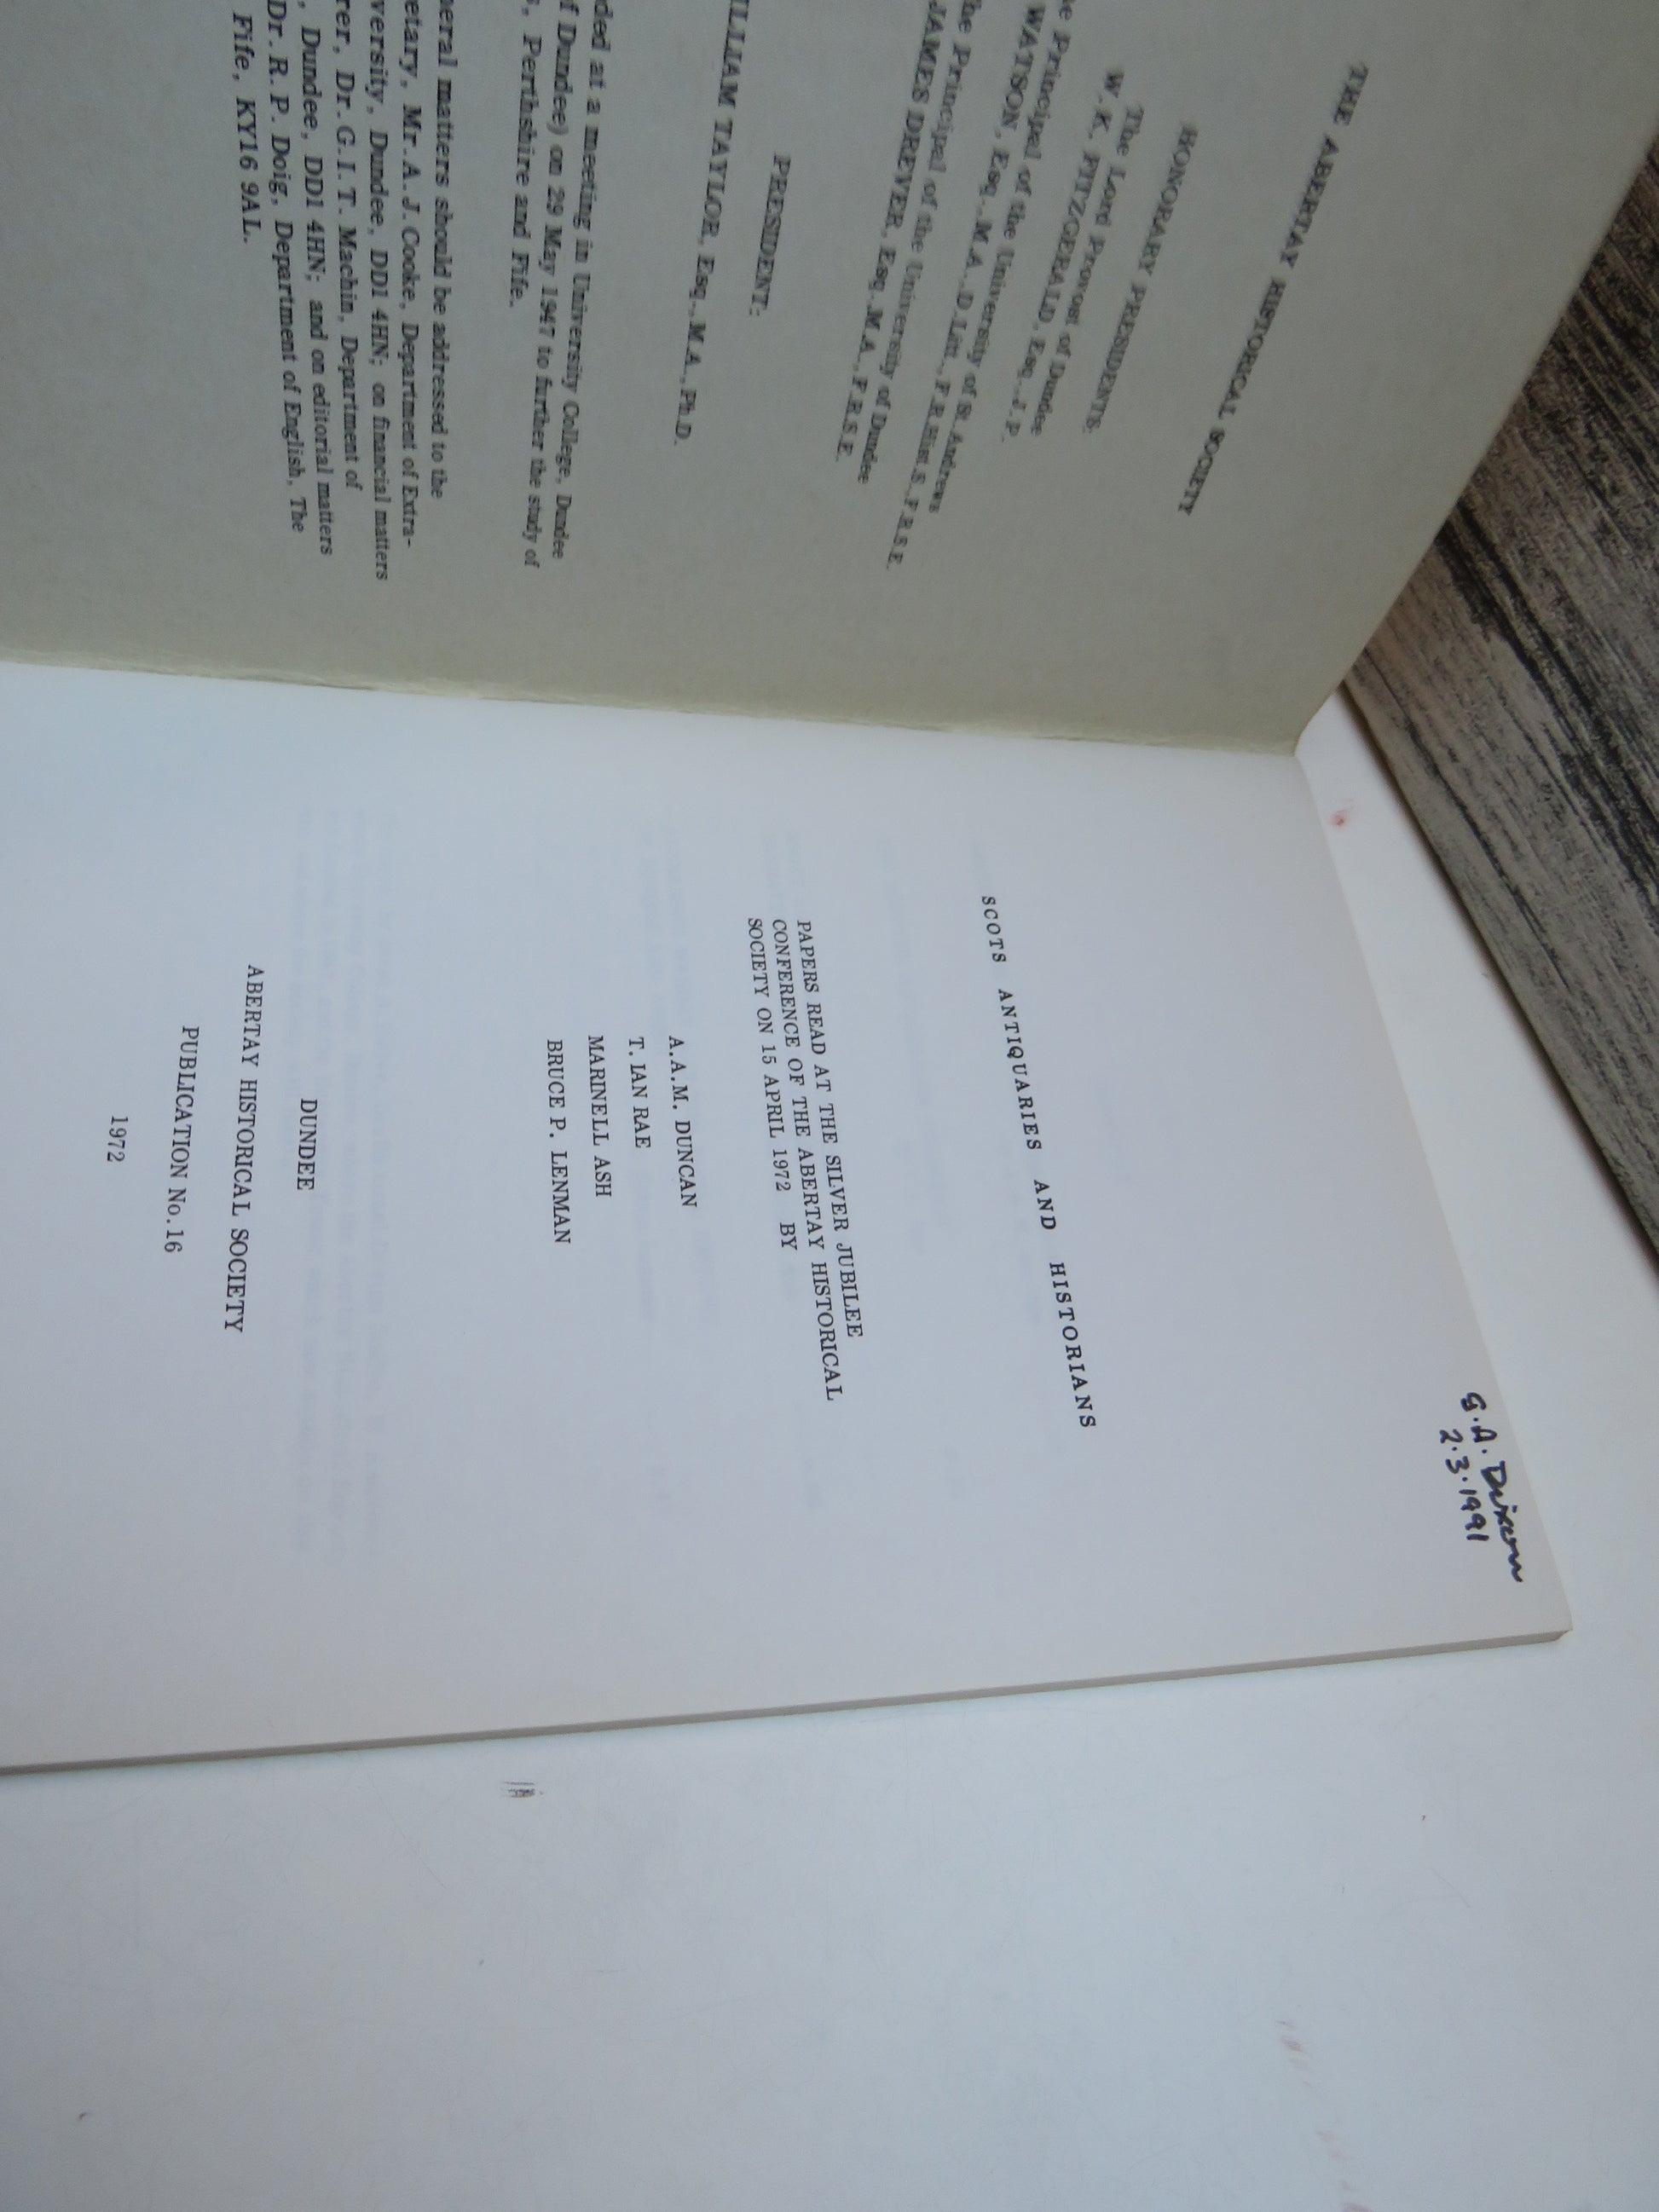 THE ABERTAY HISTORICAL SOCIETY
HONORARY PRESIDENTS:
The Lord Provost of Dundee
W. K. FITZGERALD, Esq., J.P.
e Principal of the University of St Andrews
WATSON, Esq., M.A., D.Litt., F.R.Hist.S., F.R.S.E.
he Principal of the University of Dundee
JAMES DREVER, Esq., M.A., F.R.S.E.
PRESIDENT:
ILLIAM TAYLOR, Esq., M.A., Ph.D.
ded at a meeting in University College, Dundee
f Dundee) on 29 May 1947 to further the study of
, Perthshire and Fife.
eral matters should be addressed to the
etary, Mr. A. J. Cooke, Department of Extra-
versity, Dundee, DD1 4HN; on financial matters
rer, Dr. G. I. T. Machin, Department of
, Dundee, DD1 4HN; and on editorial matters
Dr. R. P. Doig, Department of English, The
Fife, KY16 9AL.
G.A. Dixon
2.3.1991
SCOTS ANTIQUARIES AND HISTORIANS
PAPERS READ AT THE SILVER JUBILEE
CONFERENCE OF THE ABERTAY HISTORICAL
SOCIETY ON 15 APRIL 1972 BY
A.A.M. DUNCAN
T. IAN RAE
MARINELL ASH
BRUCE P. LENMAN
DUNDEE
ABERTAY HISTORICAL SOCIETY
PUBLICATION No.16
1972